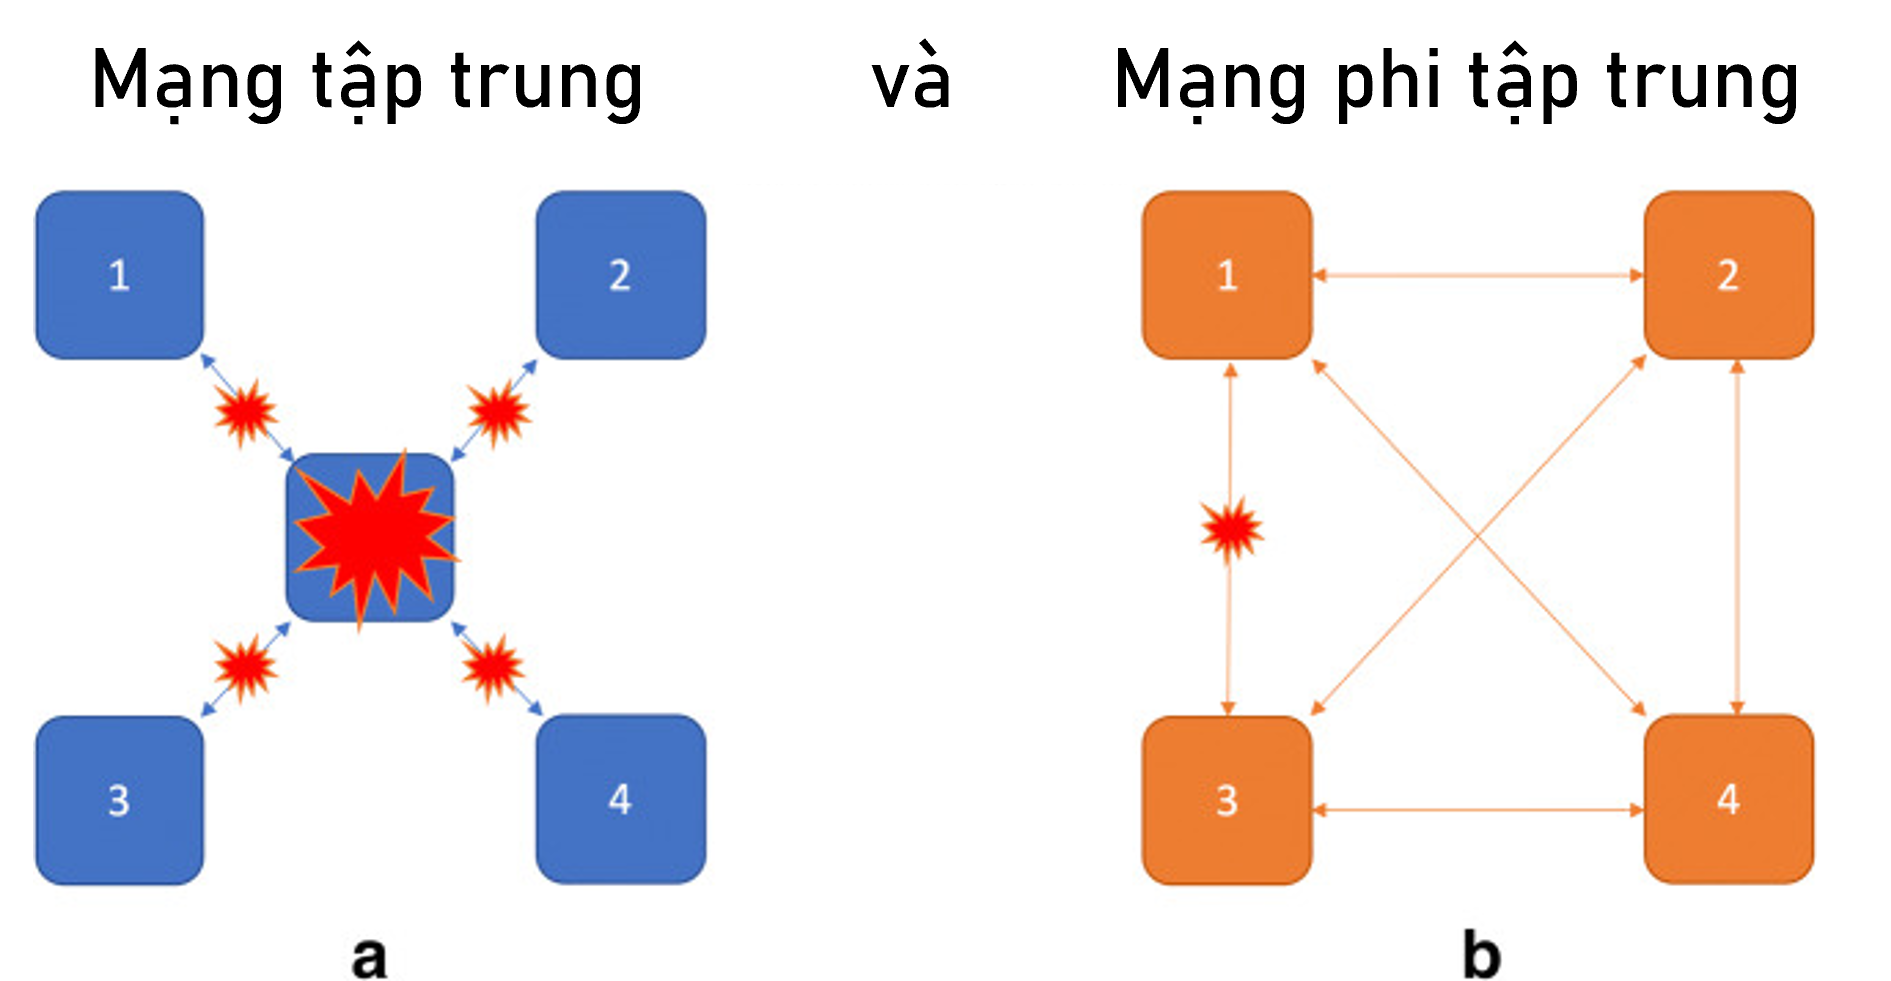 Mạng tập trung và Mạng phi tập trung
1 2 1 2
3 4 3 4
a b